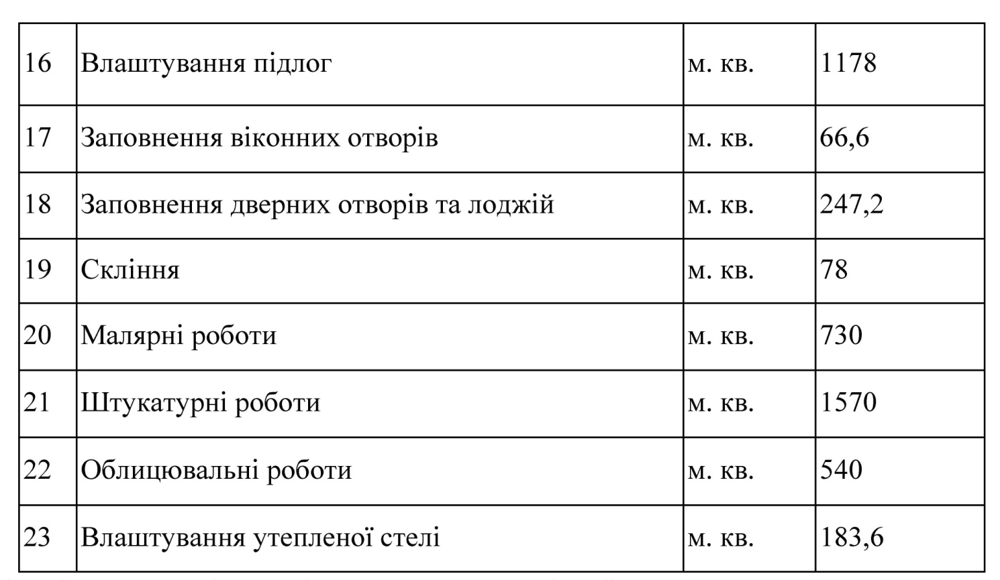 16 Влаштування підлог м. кв. 1178
17 Заповнення віконних отворів м. кв. 66,6
18 Заповнення дверних отворів та лоджій м. кв. 247,2
19 Скління м. кв. 78
20 Малярні роботи м. кв. 730
21 Штукатурні роботи м. кв. 1570
22 Облицювальні роботи м. кв. 540
23 Влаштування утепленої стелі м. кв. 183,6